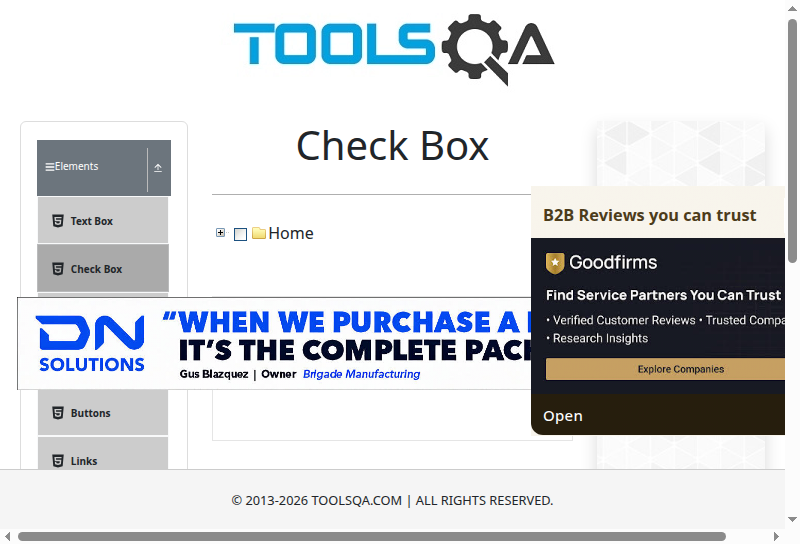 TOOLSQA
Check Box
Elements
Text Box
Check Box
Home
B2B Reviews you can trust
Goodfirms
Find Service Partners You Can Trust
• Verified Customer Reviews • Trusted
• Research Insights
Explore Companies
Open
DN
SOLUTIONS
“WHEN WE PURCHASE A
IT'S THE COMPLETE
Gus Blazquez | Owner Brigade Manufacturing
Buttons
Links
© 2013-2026 TOOLSQA.COM | ALL RIGHTS RESERVED.